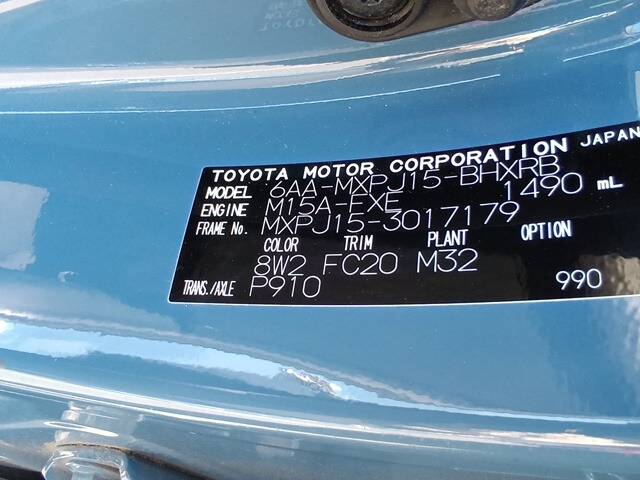 TOYOTA MOTOR CORPORATION JAPAN
MODEL 6AA-MXPJ15-BHXRB
ENGINE M15A-FXE 1490 mL
FRAME No. MXPJ15-3017179
COLOR TRIM PLANT OPTION
8W2 FC20 M32
TRANS./AXLE P910 990